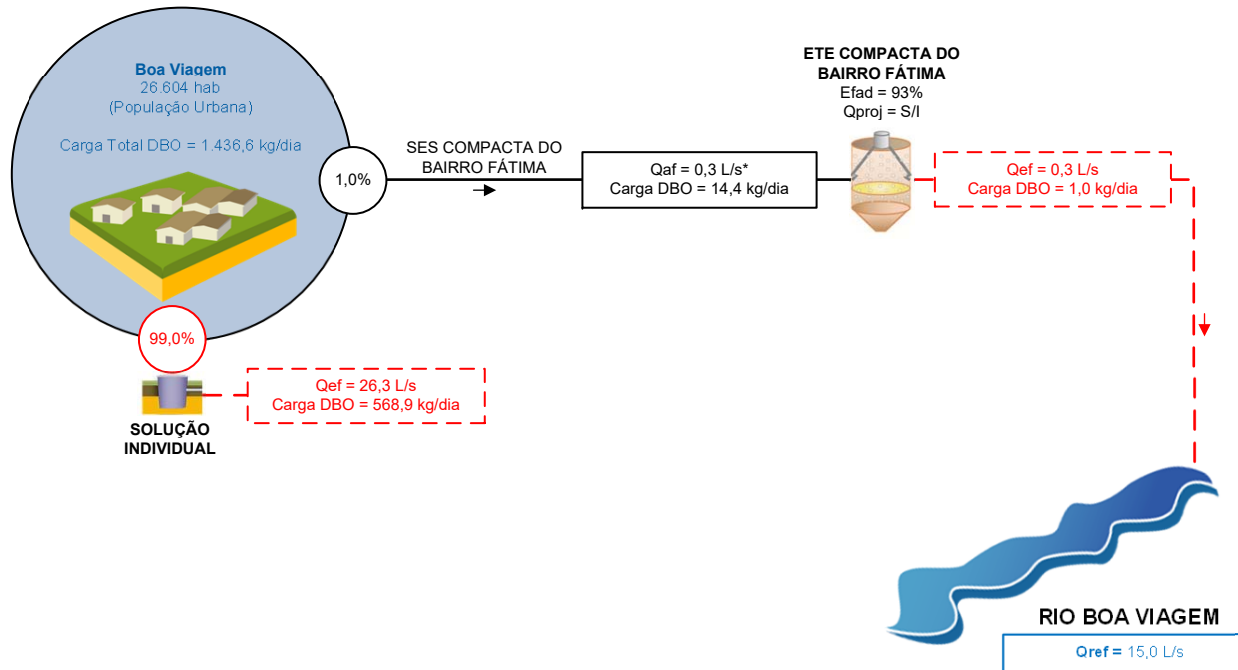 Boa Viagem
26.604 hab
(População Urbana)
Carga Total DBO = 1.436,6 kg/dia
1,0%
SES COMPACTA DO
BAIRRO FÁTIMA
Qaf = 0,3 L/s*
Carga DBO = 14,4 kg/dia
ETE COMPACTA DO
BAIRRO FÁTIMA
Efad = 93%
Qproj = S/I
Qef = 0,3 L/s
Carga DBO = 1,0 kg/dia
99,0%
SOLUÇÃO
INDIVIDUAL
Qef = 26,3 L/s
Carga DBO = 568,9 kg/dia
RIO BOA VIAGEM
Qref = 15,0 L/s